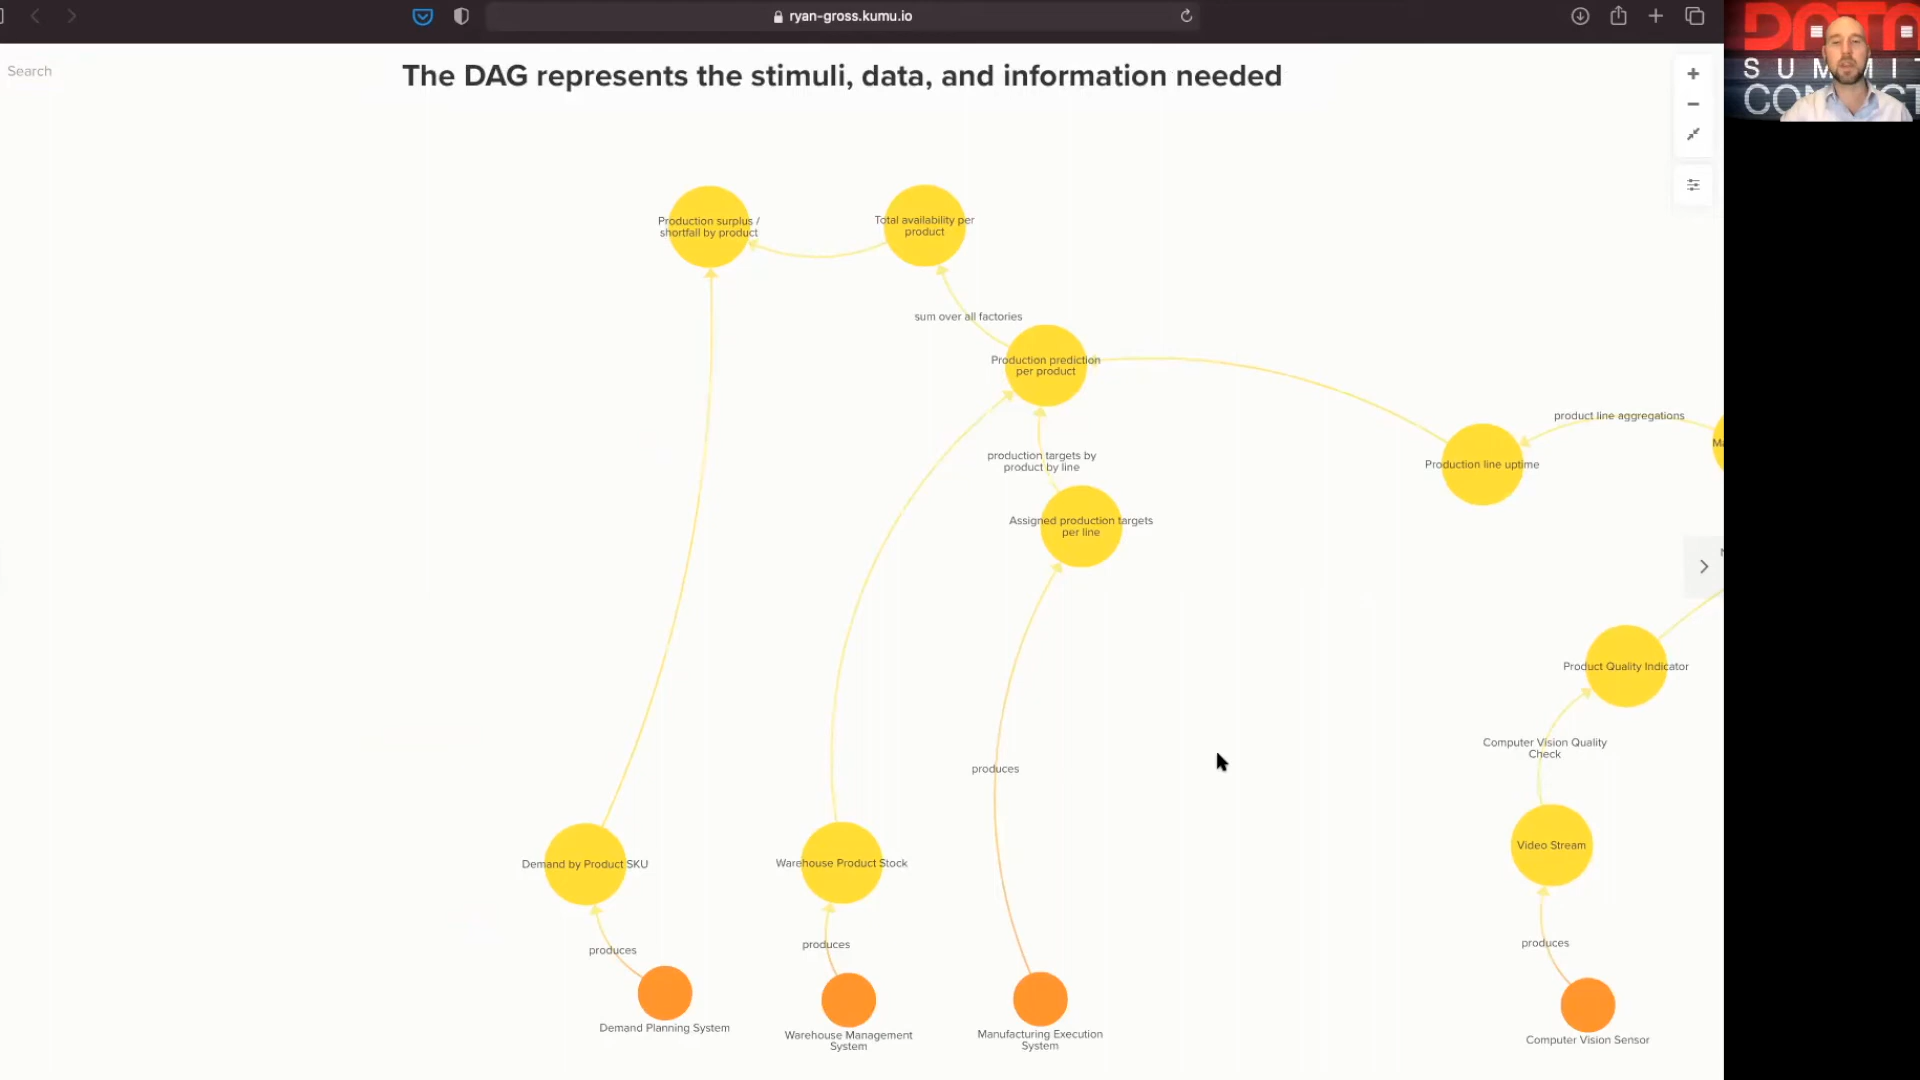 ryan-gross.kumu.io
Search
The DAG represents the stimuli, data, and information needed
DATA
SUMMIT
Production surplus /
shortfall by product
Total availability per
product
sum over all factories
Production prediction
per product
product line aggregations
production targets by
product by line
Production line uptime
Assigned production targets
per line
Product Quality Indicator
Computer Vision Quality
Check
produces
Video Stream
Demand by Product SKU
Warehouse Product Stock
produces
produces
produces
Demand Planning System
Warehouse Management
System
Manufacturing Execution
System
Computer Vision Sensor